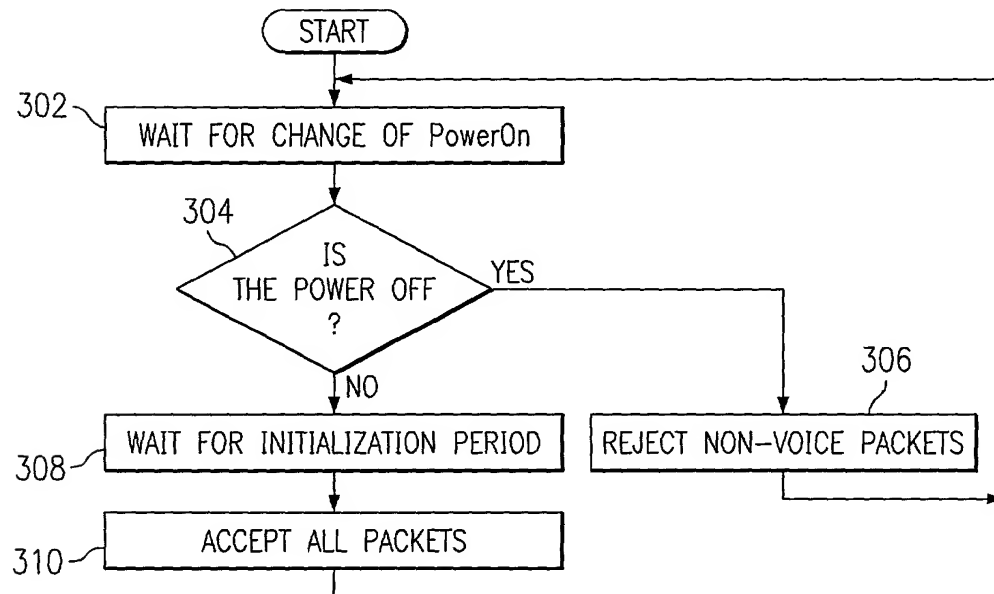 START
302
WAIT FOR CHANGE OF PowerOn
304
IS
THE POWER OFF
?
YES
NO
306
308
WAIT FOR INITIALIZATION PERIOD
REJECT NON-VOICE PACKETS
310
ACCEPT ALL PACKETS